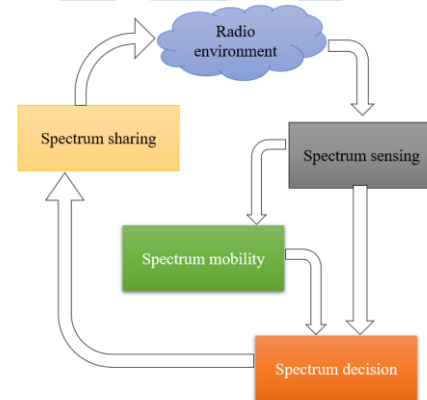 Radio
environment
Spectrum sharing
Spectrum sensing
Spectrum mobility
Spectrum decision